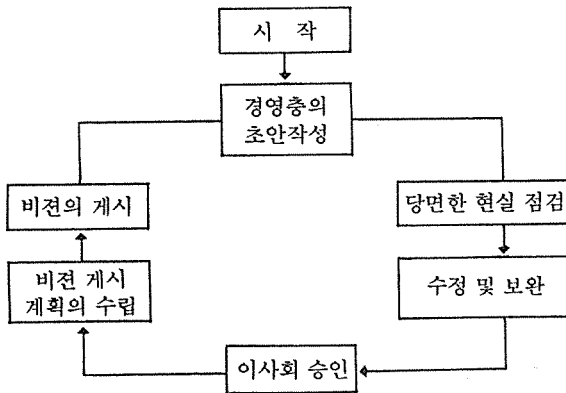 시 작
경영층의
초안작성
당면한 현실 점검
수정 및 보완
이사회 승인
비젼 게시
계획의 수립
비젼의 게시